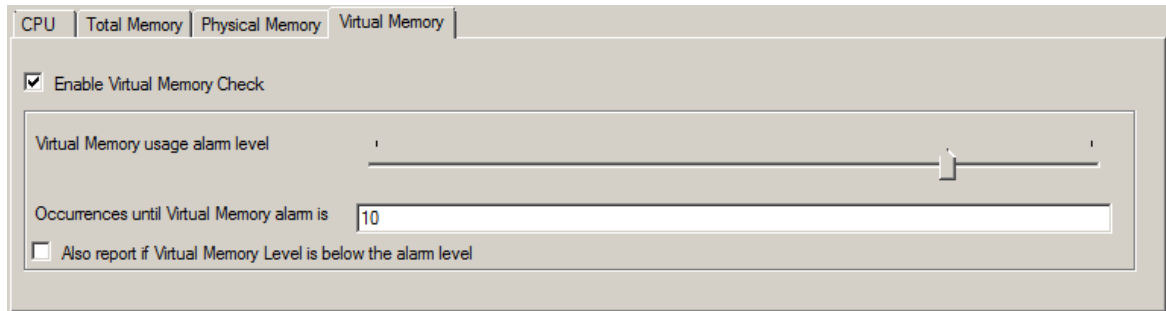 CPU Total Memory Physical Memory Virtual Memory
Enable Virtual Memory Check
Virtual Memory usage alarm level
Occurrences until Virtual Memory alarm is 10
Also report if Virtual Memory Level is below the alarm level